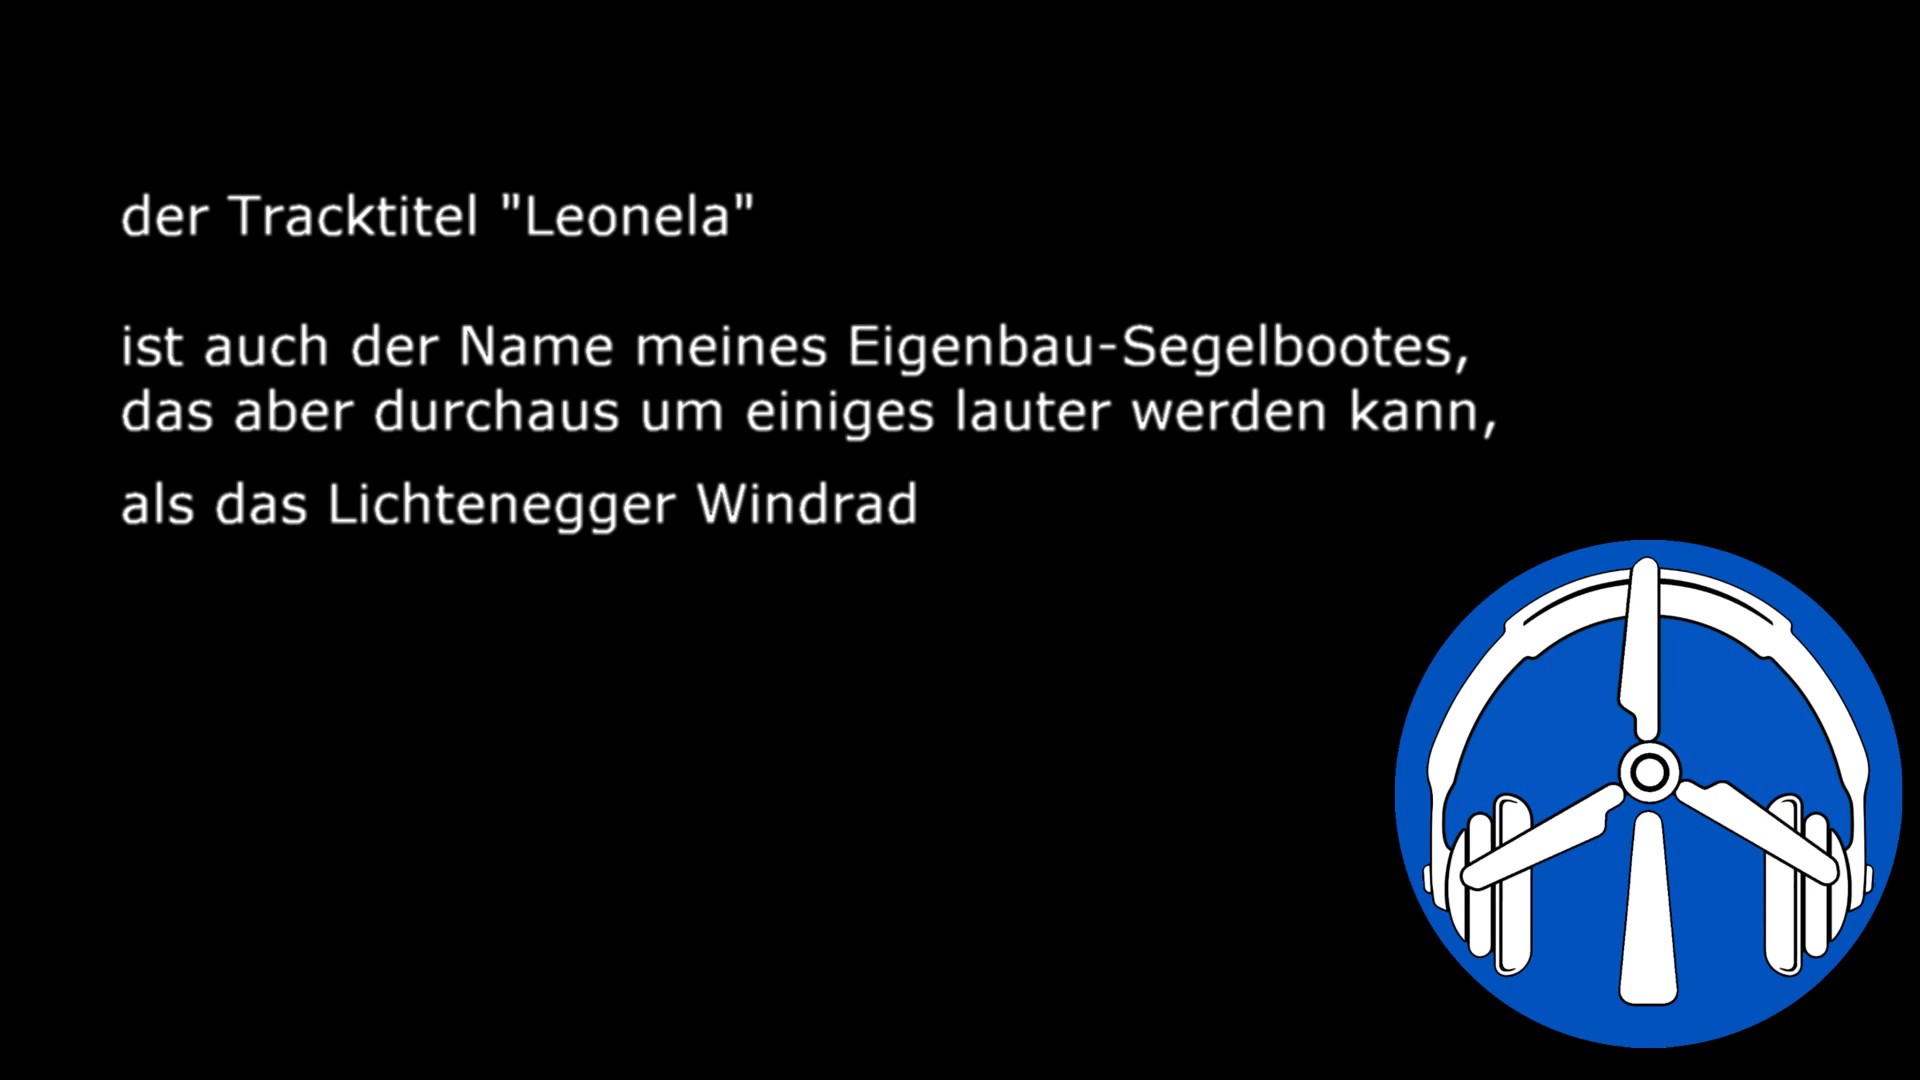 der Tracktitel "Leonela"
ist auch der Name meines Eigenbau-Segelbootes,
das aber durchaus um einiges lauter werden kann,
als das Lichtenegger Windrad